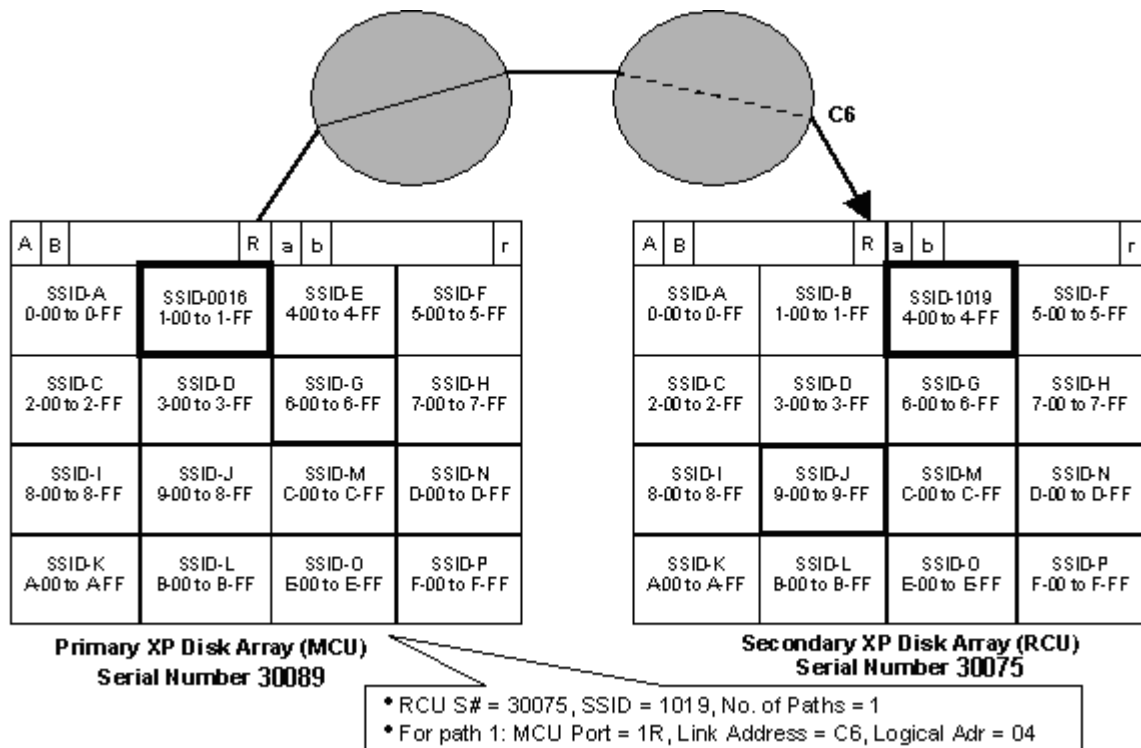 C6
A B R a b r
A B R a b r
SSID-A SSID-0016 SSID-E SSID-F
0-00 to 0-FF 1-00 to 1-FF 4-00 to 4-FF 5-00 to 5-FF
SSID-A SSID-B SSID-1019 SSID-F
0-00 to 0-FF 1-00 to 1-FF 4-00 to 4-FF 5-00 to 5-FF
SSID-C SSID-D SSID-G SSID-H
2-00 to 2-FF 3-00 to 3-FF 6-00 to 6-FF 7-00 to 7-FF
SSID-C SSID-D SSID-G SSID-H
2-00 to 2-FF 3-00 to 3-FF 6-00 to 6-FF 7-00 to 7-FF
SSID-I SSID-J SSID-M SSID-N
8-00 to 8-FF 9-00 to 8-FF C-00 to C-FF D-00 to D-FF
SSID-I SSID-J SSID-M SSID-N
8-00 to 8-FF 9-00 to 9-FF C-00 to C-FF D-00 to D-FF
SSID-K SSID-L SSID-O SSID-P
A-00 to A-FF B-00 to B-FF E-00 to E-FF F-00 to F-FF
SSID-K SSID-L SSID-O SSID-P
A-00 to A-FF B-00 to B-FF E-00 to E-FF F-00 to F-FF
Primary XP Disk Array (MCU)
Serial Number 30089
Secondary XP Disk Array (RCU)
Serial Number 30075
• RCU S# = 30075, SSID = 1019, No. of Paths = 1
• For path 1: MCU Port = 1R, Link Address = C6, Logical Adr = 04